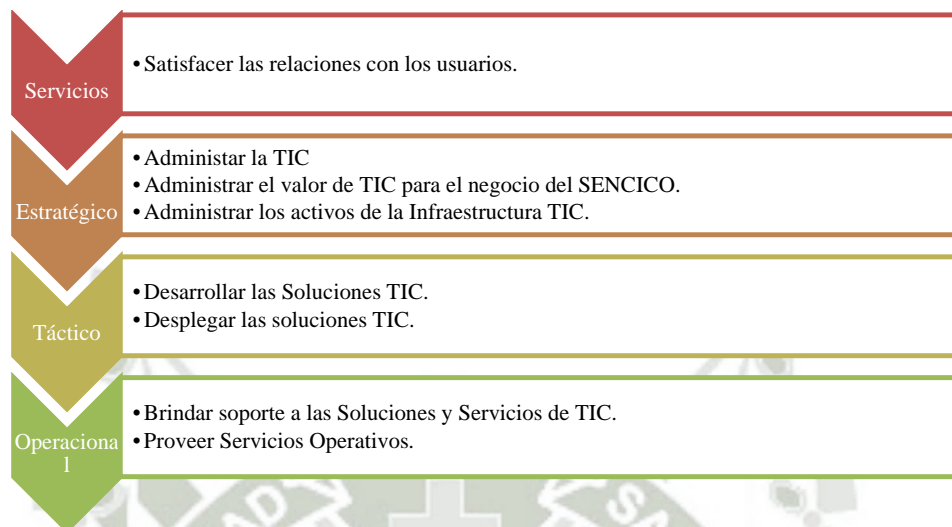 Servicios
• Satisfacer las relaciones con los usuarios.
Estratégico
• Administar la TIC
• Administrar el valor de TIC para el negocio del SENCICO.
• Administrar los activos de la Infraestructura TIC.
Táctico
• Desarrollar las Soluciones TIC.
• Desplegar las soluciones TIC.
Operaciona
l
• Brindar soporte a las Soluciones y Servicios de TIC.
• Proveer Servicios Operativos.